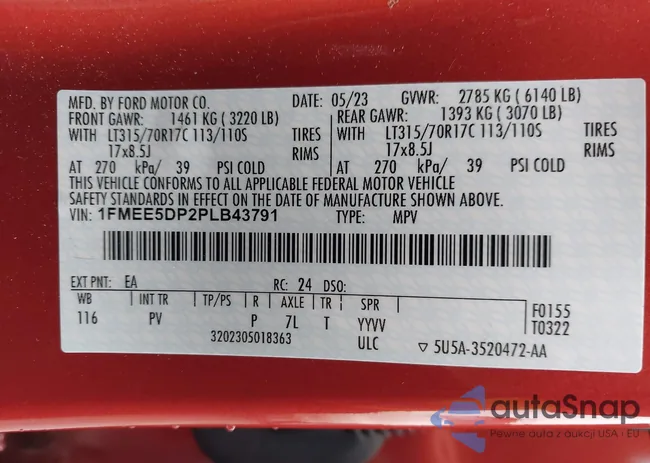 MFD. BY FORD MOTOR CO. DATE: 05/23 GVWR: 2785 KG ( 6140 LB)
FRONT GAWR: 1461 KG ( 3220 LB) REAR GAWR: 1393 KG ( 3070 LB)
WITH LT315/70R17C 113/110S TIRES WITH LT315/70R17C 113/110S TIRES
17x8.5J RIMS 17x8.5J RIMS
AT 270 kPa/ 39 PSI COLD AT 270 kPa/ 39 PSI COLD
THIS VEHICLE CONFORMS TO ALL APPLICABLE FEDERAL MOTOR VEHICLE
SAFETY STANDARDS IN EFFECT ON THE DATE OF MANUFACTURE SHOWN ABOVE.
VIN: 1FMEE5DP2PLB43791 TYPE: MPV
EXT PNT: EA RC: 24 DSO:
WB INT TR TP/PS R AXLE TR SPR
116 PV P 7L T YYVV
F0155
T0322
3202305018363 ULC ▽ 5U5A-3520472-AA
autoSnap
Pewne auta z aukcji USA i EU